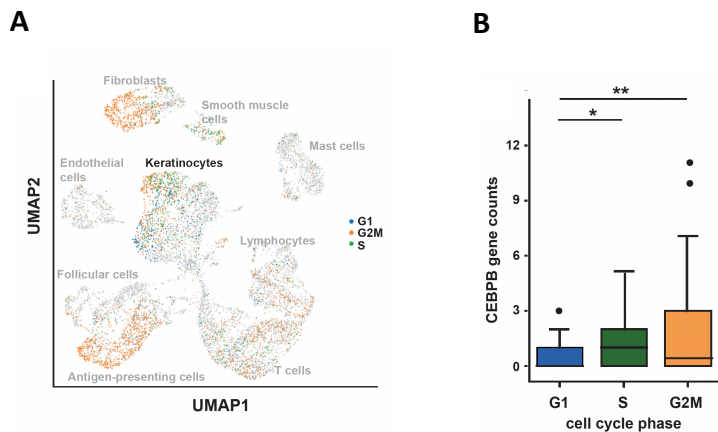 A
Fibroblasts
Smooth muscle
cells
Mast cells
Endothelial
cells
Keratinocytes
G1
G2M
S
Lymphocytes
Follicular cells
Antigen-presenting cells
T cells
UMAP2
UMAP1
B
**
*
12
9
6
3
0
CEBPB gene counts
G1 S G2M
cell cycle phase